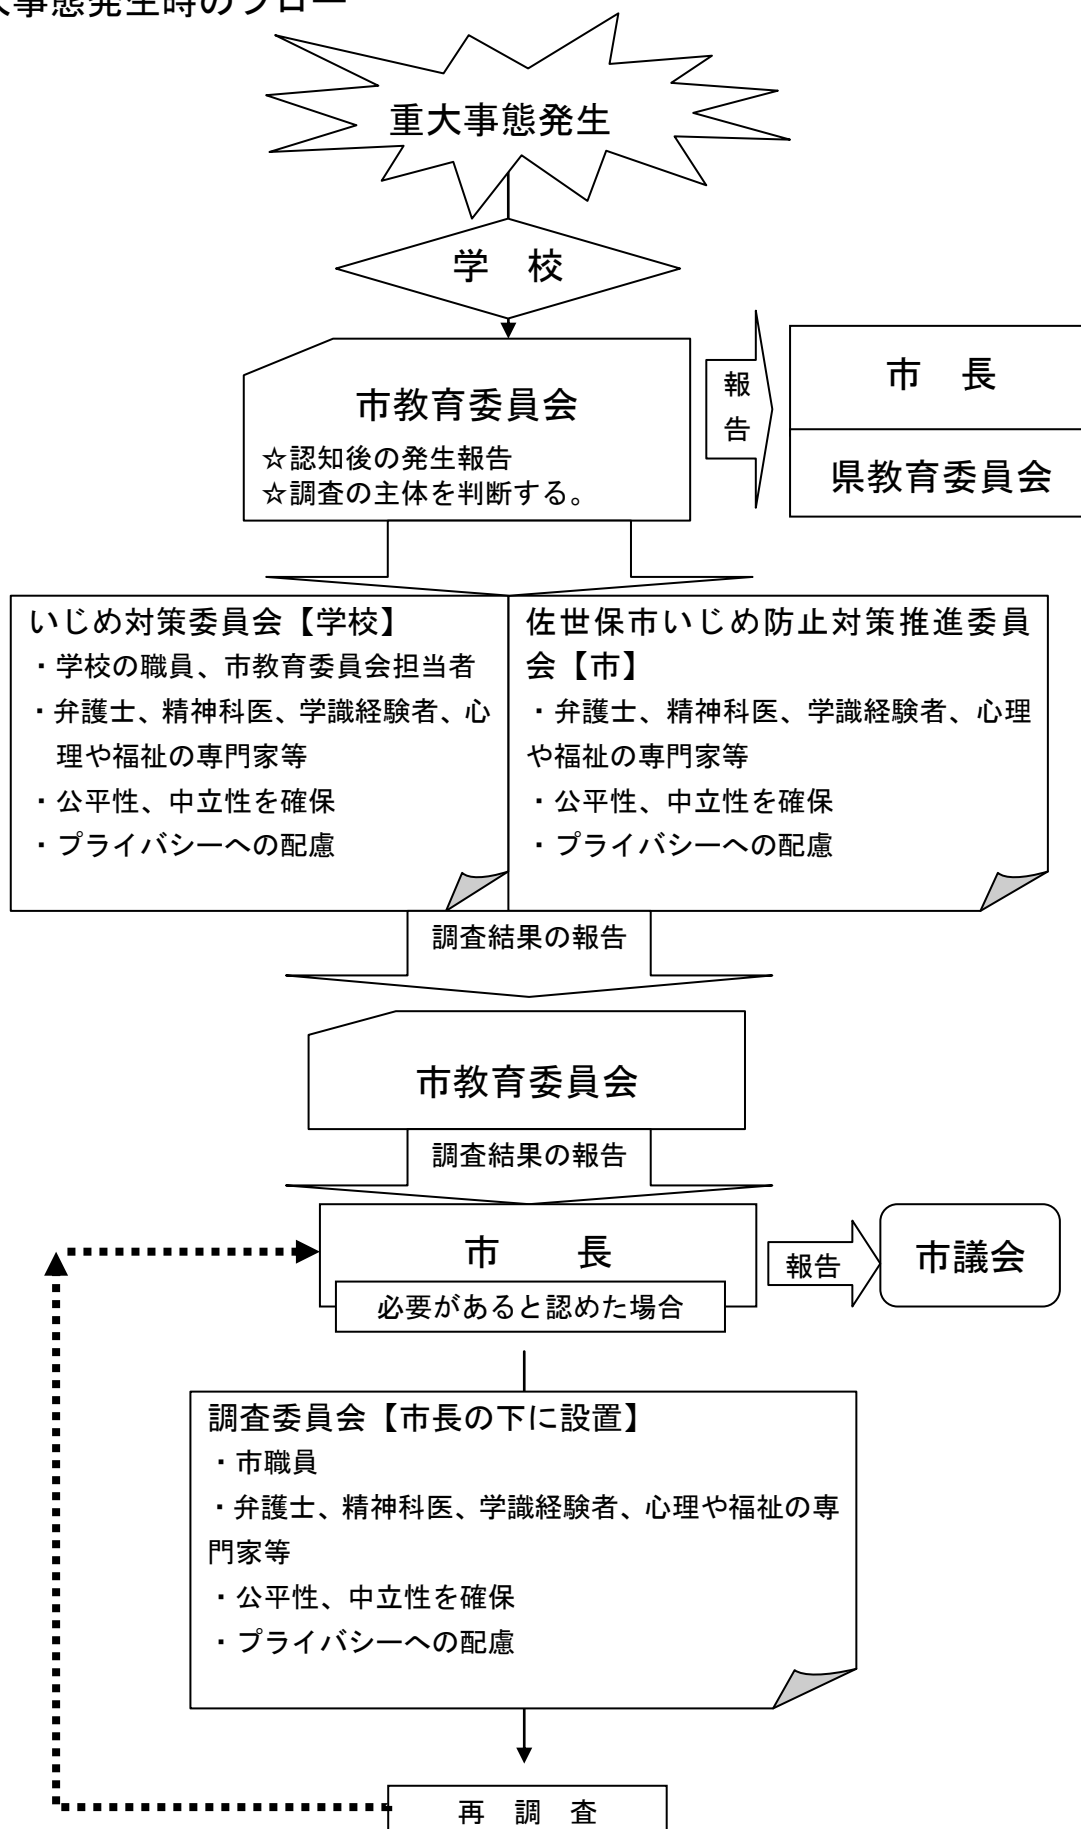 大事態発生時のフロー
重大事態発生
学　校
市教育委員会
☆認知後の発生報告
☆調査の主体を判断する。
報
告
市　長
県教育委員会
いじめ対策委員会【学校】
・学校の職員、市教育委員会担当者
・弁護士、精神科医、学識経験者、心
理や福祉の専門家等
・公平性、中立性を確保
・プライバシーへの配慮
佐世保市いじめ防止対策推進委員
会【市】
・弁護士、精神科医、学識経験者、心理
や福祉の専門家等
・公平性、中立性を確保
・プライバシーへの配慮
調査結果の報告
市教育委員会
調査結果の報告
市　　長
必要があると認めた場合
報告
市議会
調査委員会【市長の下に設置】
・市職員
・弁護士、精神科医、学識経験者、心理や福祉の専
門家等
・公平性、中立性を確保
・プライバシーへの配慮
再　調　査